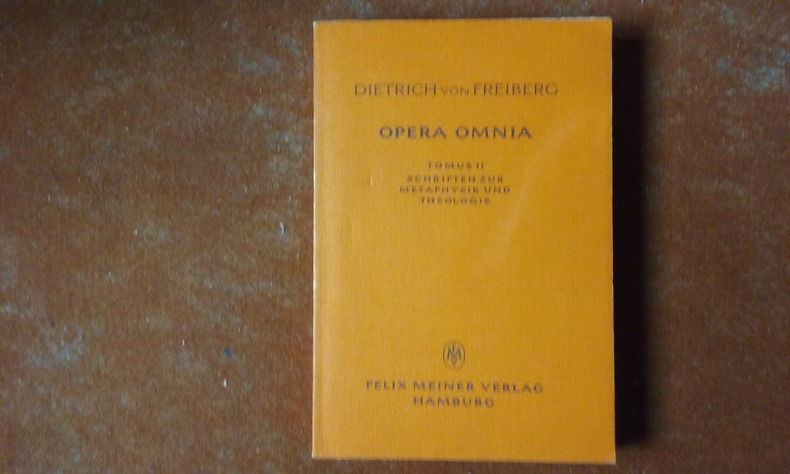 DIETRICH VON FREIBERG
OPERA OMNIA
TOMUS II
SCHRIFTEN ZUR
METAPHYSIK UND
THEOLOGIE
FELIX MEINER VERLAG
HAMBURG